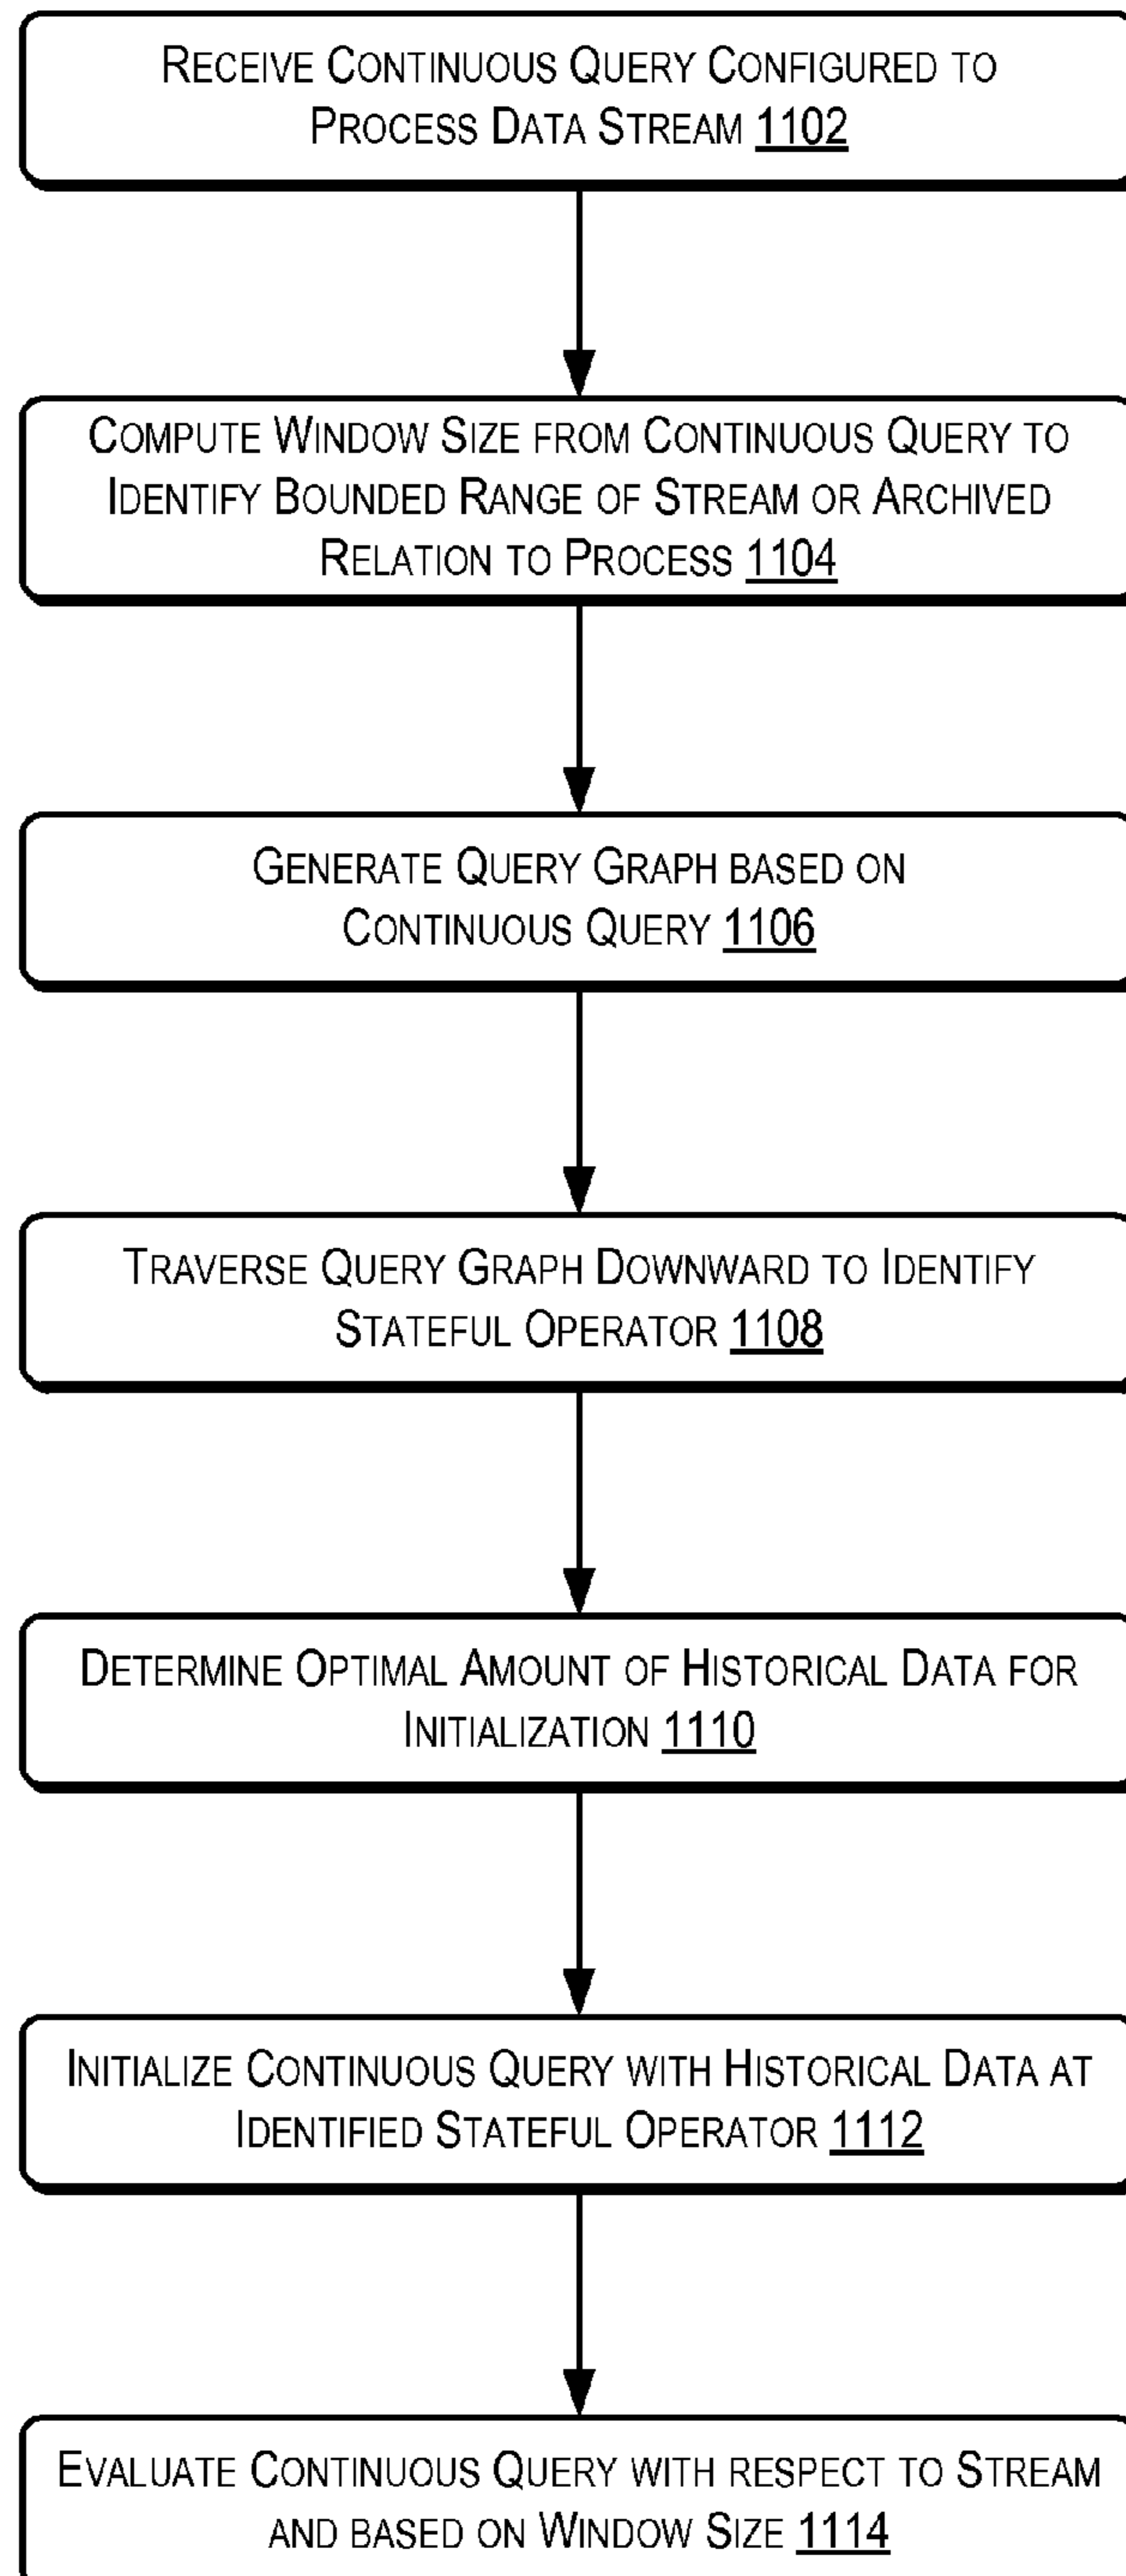 RECEIVE CONTINUOUS QUERY CONFIGURED TO
PROCESS DATA STREAM 1102
COMPUTE WINDOW SIZE FROM CONTINUOUS QUERY TO
IDENTIFY BOUNDED RANGE OF STREAM OR ARCHIVED
RELATION TO PROCESS 1104
GENERATE QUERY GRAPH BASED ON
CONTINUOUS QUERY 1106
TRAVERSE QUERY GRAPH DOWNWARD TO IDENTIFY
STATEFUL OPERATOR 1108
DETERMINE OPTIMAL AMOUNT OF HISTORICAL DATA FOR
INITIALIZATION 1110
INITIALIZE CONTINUOUS QUERY WITH HISTORICAL DATA AT
IDENTIFIED STATEFUL OPERATOR 1112
EVALUATE CONTINUOUS QUERY WITH RESPECT TO STREAM
AND BASED ON WINDOW SIZE 1114